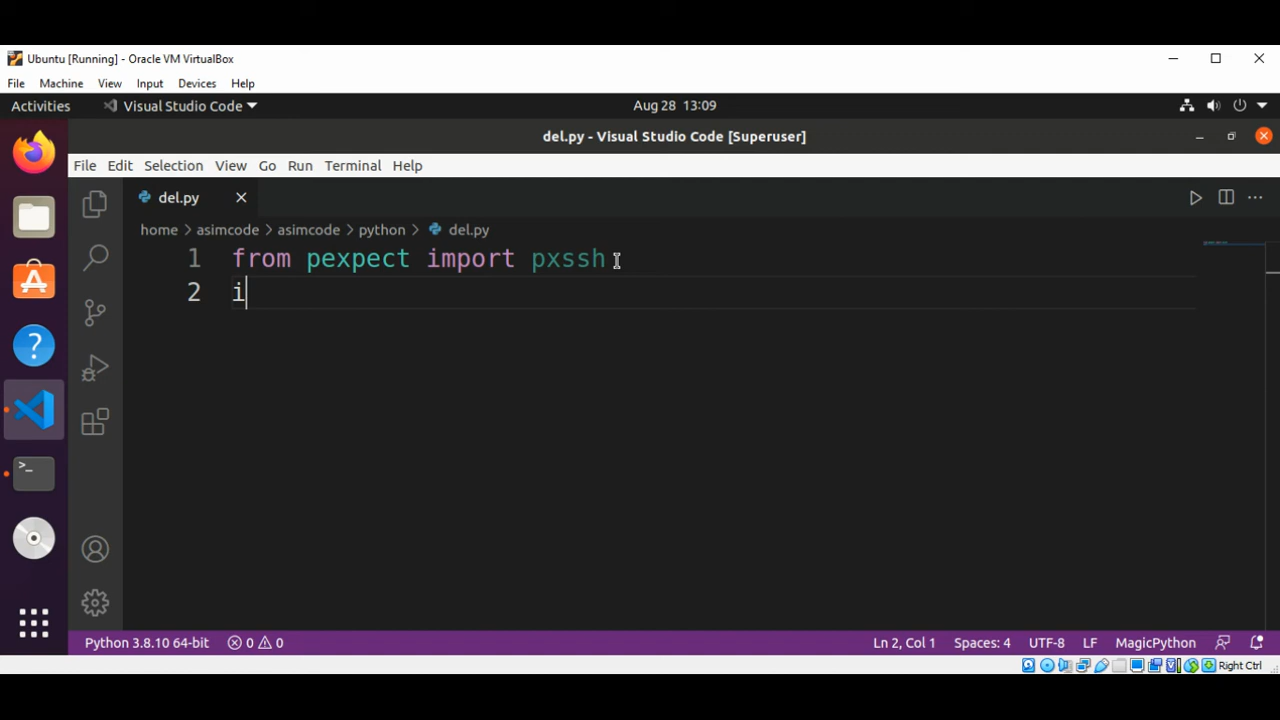 Ubuntu [Running] - Oracle VM VirtualBox
File Machine View Input Devices Help
Activities Visual Studio Code Aug 28 13:09
del.py - Visual Studio Code [Superuser]
File Edit Selection View Go Run Terminal Help
del.py
home > asimcode > asimcode > python > del.py
1 from pexpect import pxssh
2 i
Python 3.8.10 64-bit 0 0 Ln 2, Col 1 Spaces: 4 UTF-8 LF MagicPython
Right Ctrl